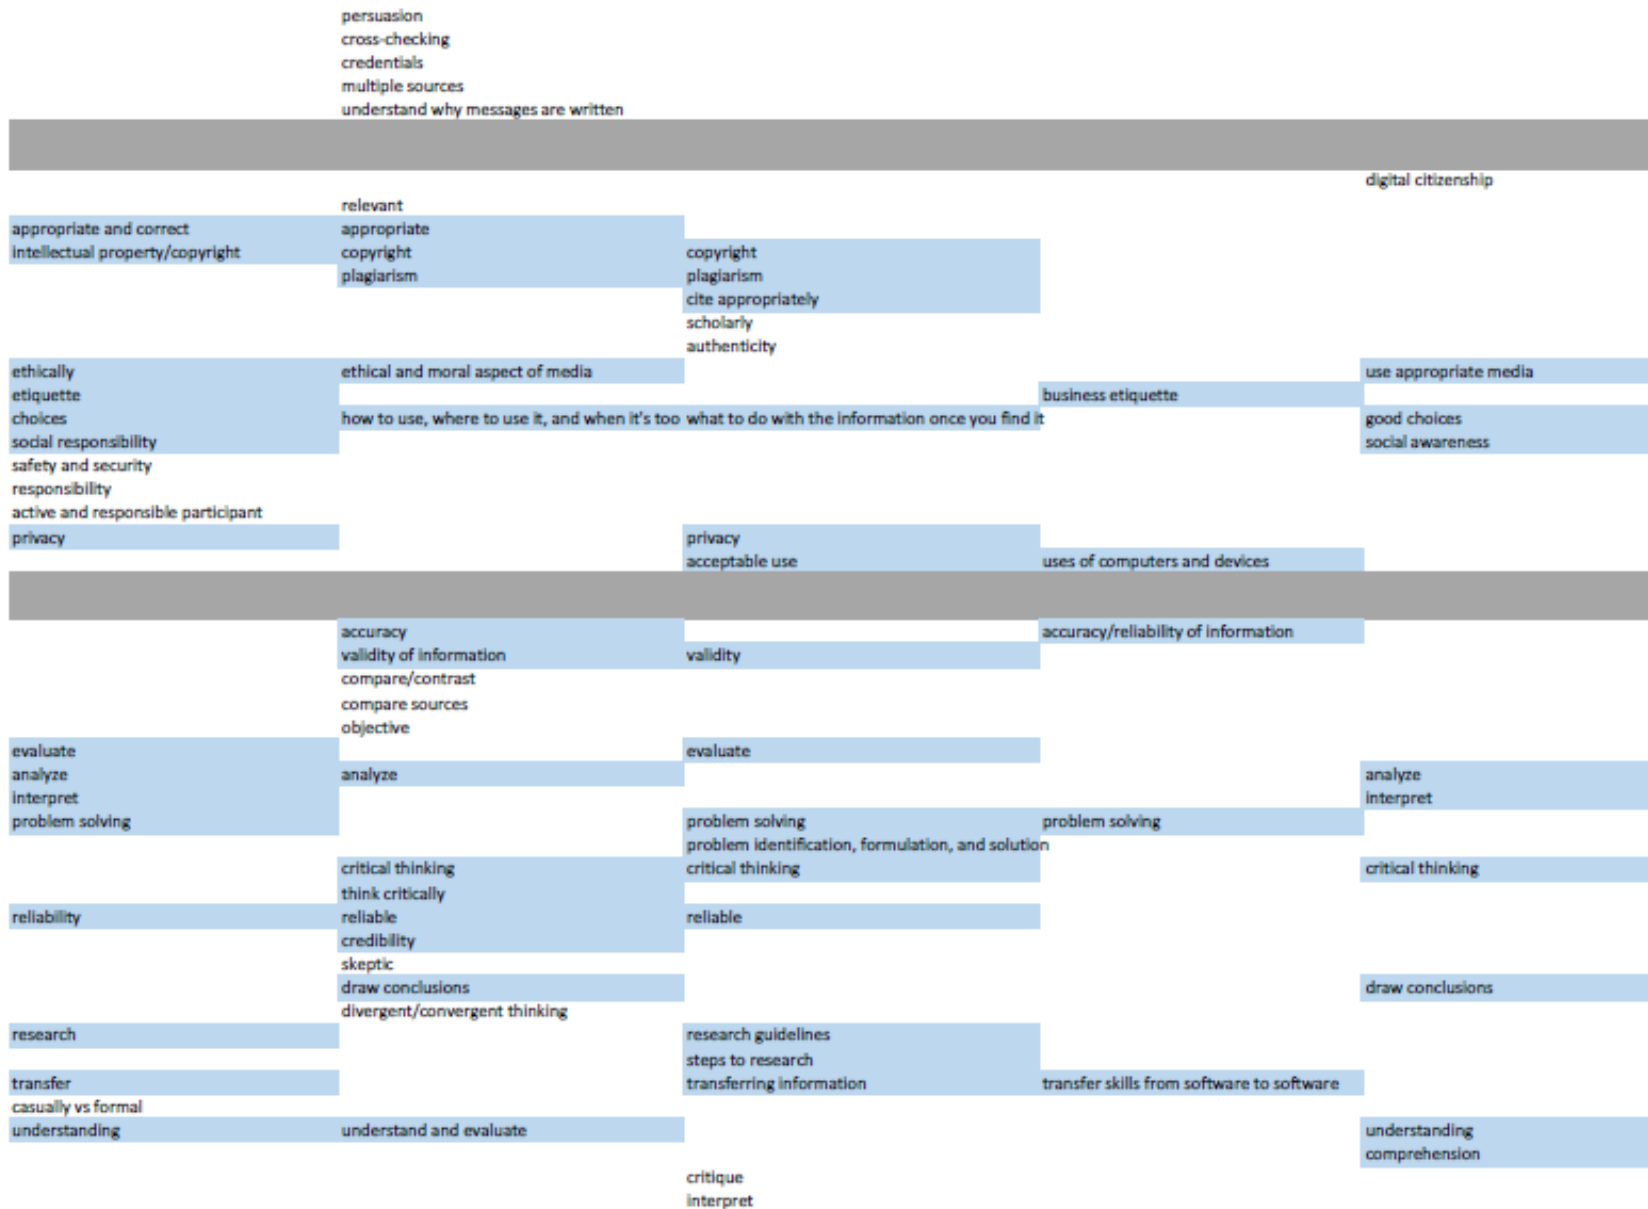 persuasion
cross-checking
credentials
multiple sources
understand why messages are written
digital citizenship
relevant
appropriate and correct appropriate
intellectual property/copyright copyright copyright
plagiarism plagiarism
cite appropriately
scholarly
authenticity
ethically ethical and moral aspect of media use appropriate media
etiquette business etiquette
choices how to use, where to use it, and when it's too what to do with the information once you find it good choices
social responsibility social awareness
safety and security
responsibility
active and responsible participant
privacy privacy
acceptable use uses of computers and devices
accuracy accuracy/reliability of information
validity of information validity
compare/contrast
compare sources
objective
evaluate evaluate
analyze analyze analyze
interpret interpret
problem solving problem solving problem solving
problem identification, formulation, and solution
critical thinking critical thinking critical thinking
think critically
reliability reliable reliable
credibility
skeptic
draw conclusions draw conclusions
divergent/convergent thinking
research research guidelines
steps to research
transfer transferring information transfer skills from software to software
casually vs formal
understanding understand and evaluate understanding
comprehension
critique
interpret